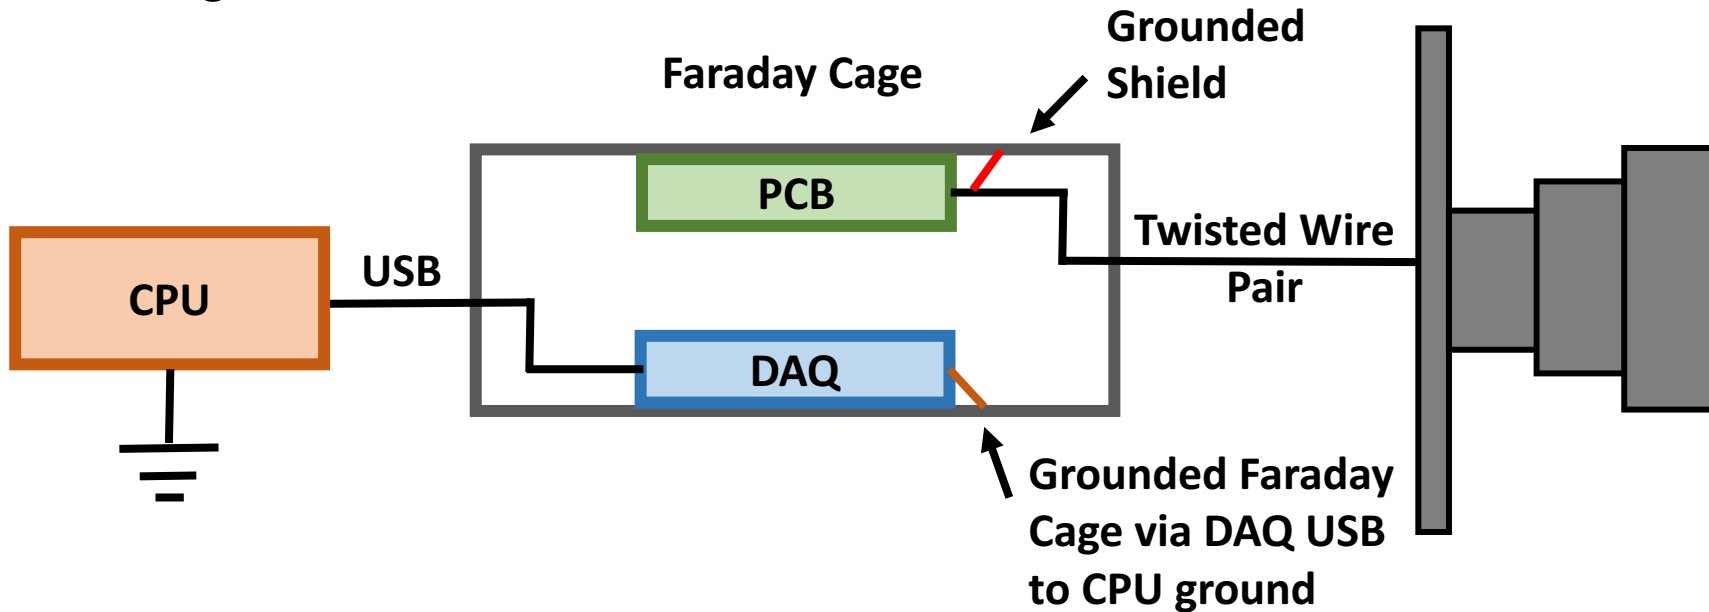 Grounded
Shield
Faraday Cage
PCB
Twisted Wire
Pair
USB
CPU
DAQ
Grounded Faraday
Cage via DAQ USB
to CPU ground